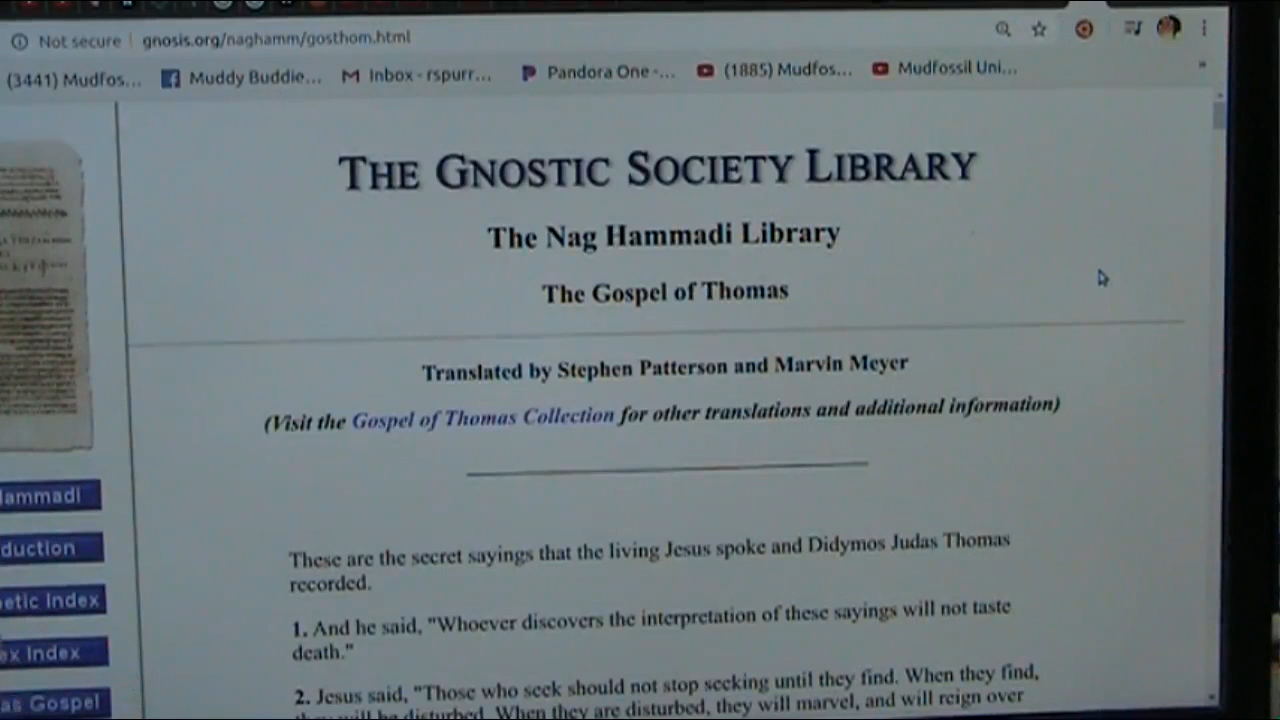 Not secure gnosis.org/naghamm/gosthom.html
(3441) Mudfos... Muddy Buddie... Inbox - rspurr... Pandora One -... (1885) Mudfos... Mudfossil Uni...
THE GNOSTIC SOCIETY LIBRARY
The Nag Hammadi Library
The Gospel of Thomas
Translated by Stephen Patterson and Marvin Meyer
(Visit the Gospel of Thomas Collection for other translations and additional information)
Hammadi
duction
etic Index
ex Index
as Gospel
These are the secret sayings that the living Jesus spoke and Didymos Judas Thomas
recorded.
1. And he said, "Whoever discovers the interpretation of these sayings will not taste
death."
2. Jesus said, "Those who seek should not stop seeking until they find. When they find,
they will be disturbed. When they are disturbed, they will marvel, and will reign over